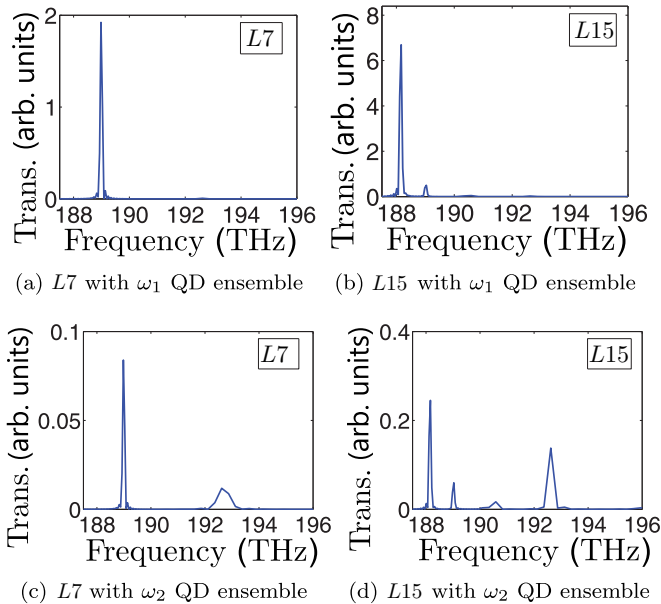 L7
2
1
0
Trans. (arb. units)
188 190 192 194 196
Frequency (THz)
(a) L7 with ω₁ QD ensemble
L15
8
6
4
2
0
Trans. (arb. units)
188 190 192 194 196
Frequency (THz)
(b) L15 with ω₁ QD ensemble
L7
0.1
0.05
0
Trans. (arb. units)
188 190 192 194 196
Frequency (THz)
(c) L7 with ω₂ QD ensemble
L15
0.4
0.2
0
Trans. (arb. units)
188 190 192 194 196
Frequency (THz)
(d) L15 with ω₂ QD ensemble